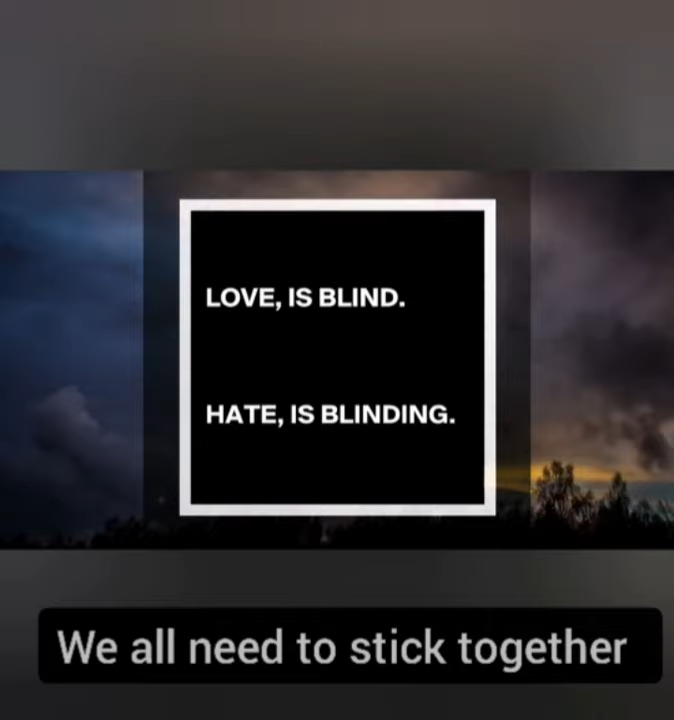 LOVE, IS BLIND.
HATE, IS BLINDING.
We all need to stick together